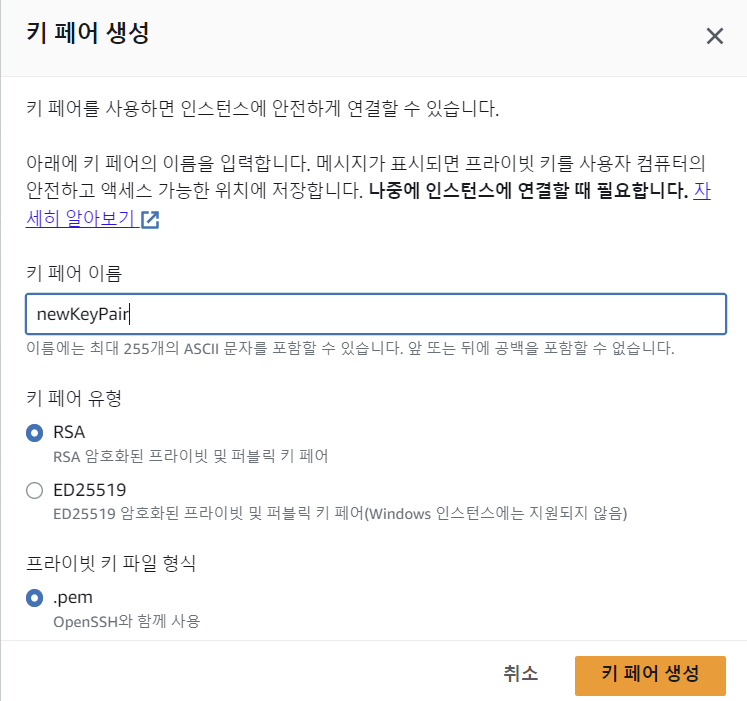 키 페어 생성
키 페어를 사용하면 인스턴스에 안전하게 연결할 수 있습니다.
아래에 키 페어의 이름을 입력합니다. 메시지가 표시되면 프라이빗 키를 사용자 컴퓨터의
안전하고 액세스 가능한 위치에 저장합니다. 나중에 인스턴스에 연결할 때 필요합니다. 자
세히 알아보기
키 페어 이름
newKeyPair
이름에는 최대 255개의 ASCII 문자를 포함할 수 있습니다. 앞 또는 뒤에 공백을 포함할 수 없습니다.
키 페어 유형
RSA
RSA 암호화된 프라이빗 및 퍼블릭 키 페어
ED25519
ED25519 암호화된 프라이빗 및 퍼블릭 키 페어(Windows 인스턴스에는 지원되지 않음)
프라이빗 키 파일 형식
.pem
OpenSSH와 함께 사용
취소
키 페어 생성